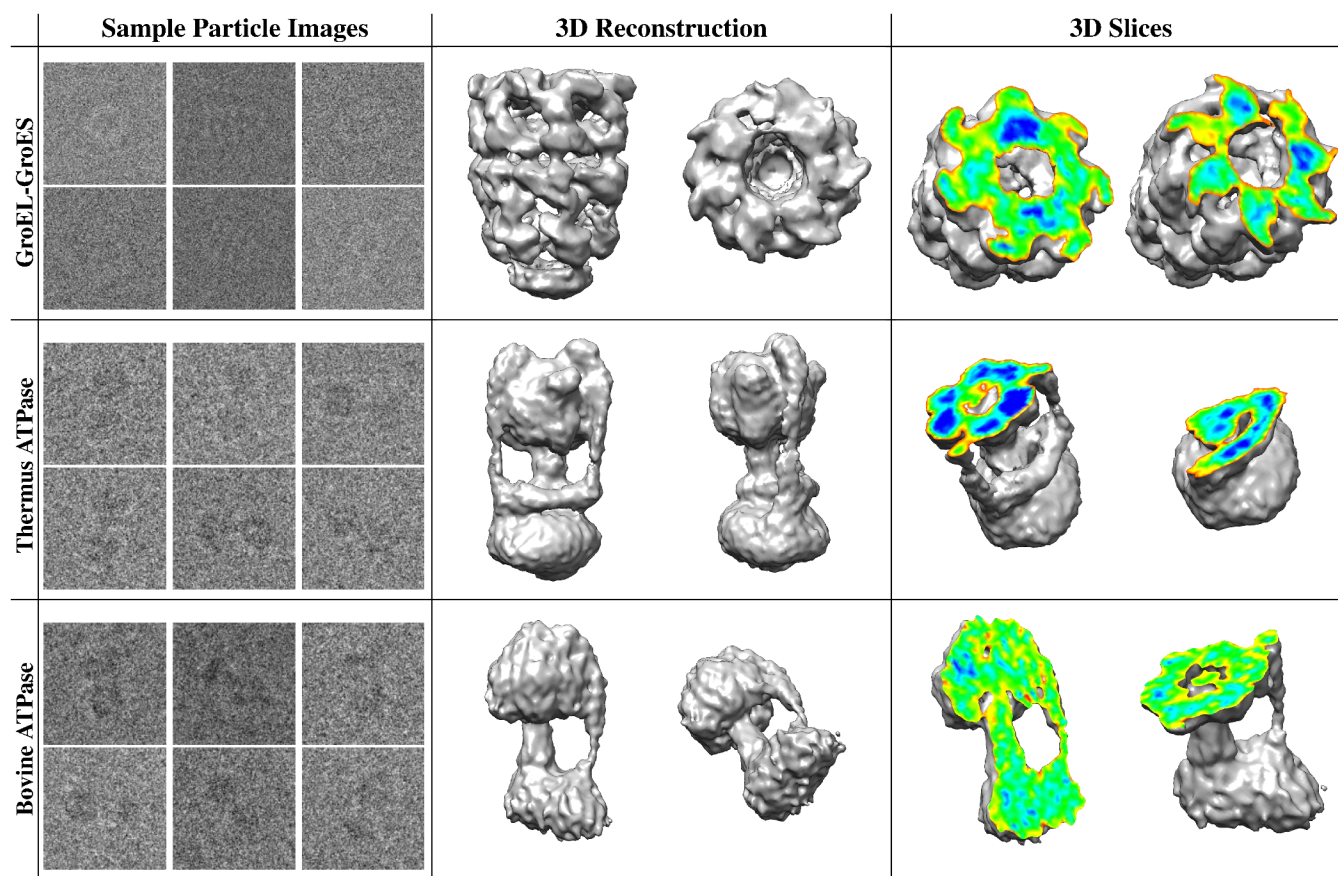 Sample Particle Images
3D Reconstruction
3D Slices
GroEL-GroES
Thermus ATPase
Bovine ATPase